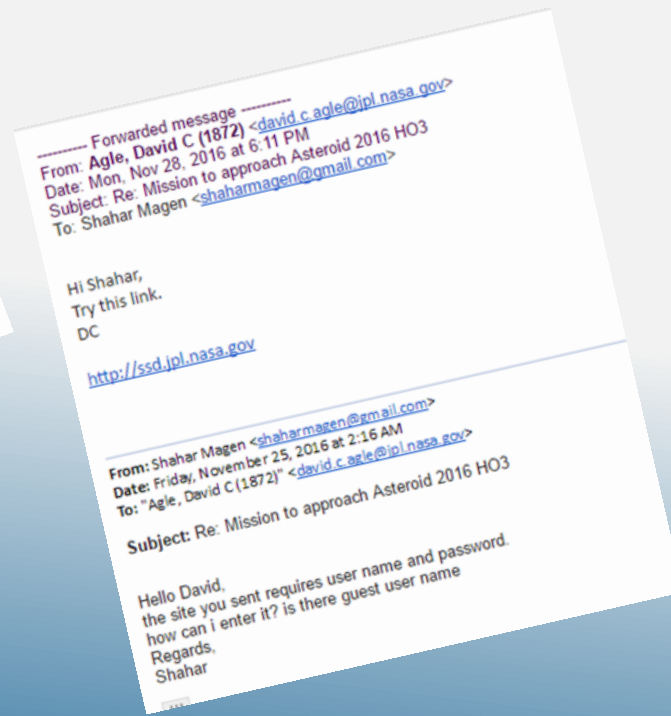 ---------- Forwarded message ----------
From: Agle, David C (1872) <david.c.agle@jpl.nasa.gov>
Date: Mon, Nov 28, 2016 at 6:11 PM
Subject: Re: Mission to approach Asteroid 2016 HO3
To: Shahar Magen <shaharmagen@gmail.com>
Hi Shahar,
Try this link.
DC
http://ssd.jpl.nasa.gov
From: Shahar Magen <shaharmagen@gmail.com>
Date: Friday, November 25, 2016 at 2:16 AM
To: "Agle, David C (1872)" <david.c.agle@jpl.nasa.gov>
Subject: Re: Mission to approach Asteroid 2016 HO3
Hello David,
the site you sent requires user name and password.
how can i enter it? is there guest user name
Regards,
Shahar